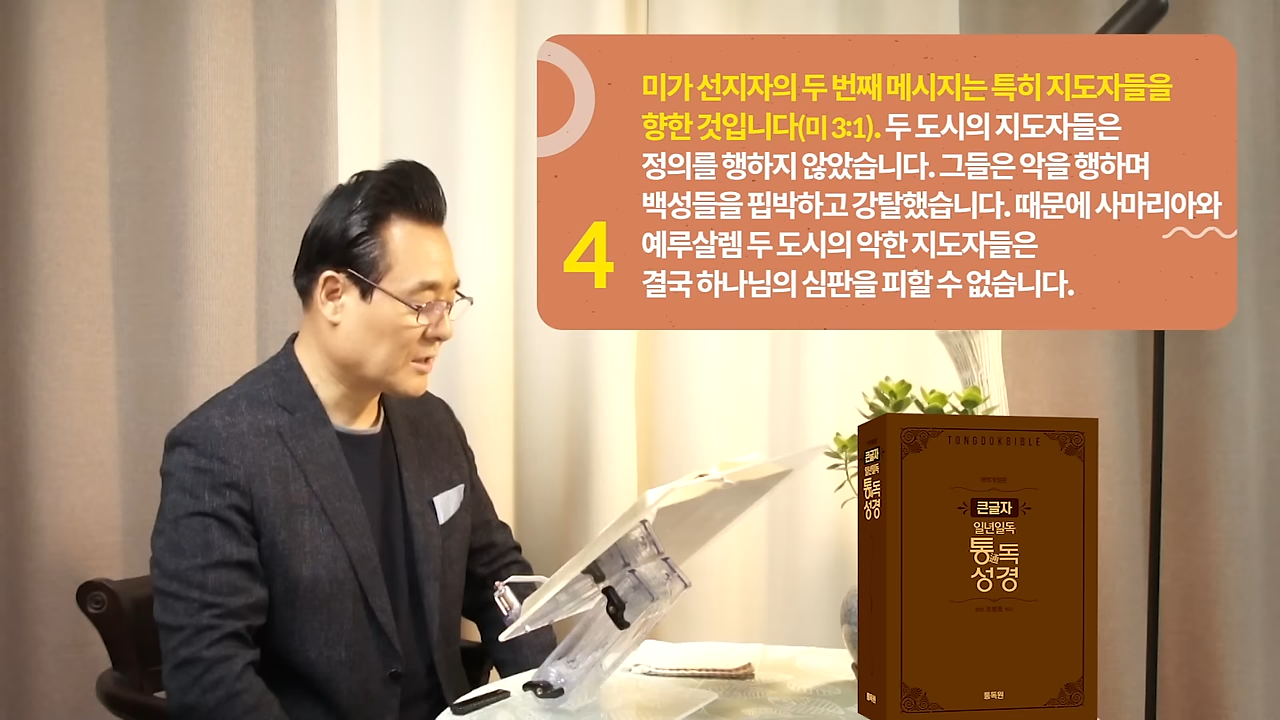 미가 선지자의 두 번째 메시지는 특히 지도자들을
향한 것입니다(미 3:1). 두 도시의 지도자들은
정의를 행하지 않았습니다. 그들은 악을 행하며
백성들을 핍박하고 강탈했습니다. 때문에 사마리아와
4
예루살렘 두 도시의 악한 지도자들은
결국 하나님의 심판을 피할 수 없습니다.
TONGDOKBIBLE
큰글자
일년일독
통독
성경
통독원
큰글자
일년일독
통독
성경
통독원